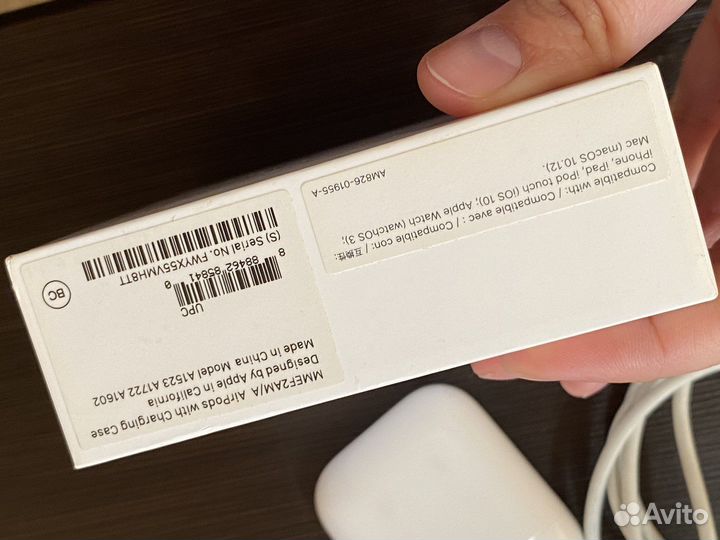 MMEF2AM/A AirPods with Charging Case
Designed by Apple in California
Made in China Model A1523 A1722 A1602
UPC
8 88462 85841 0
(S) Serial No. FWYX55VMH8TT
BC
Compatible with: / Compatible avec : / Compatible con: / 互換性:
iPhone, iPad, iPod touch (iOS 10); Apple Watch (watchOS 3);
Mac (macOS 10.12).
AM826-01955-A
Avito